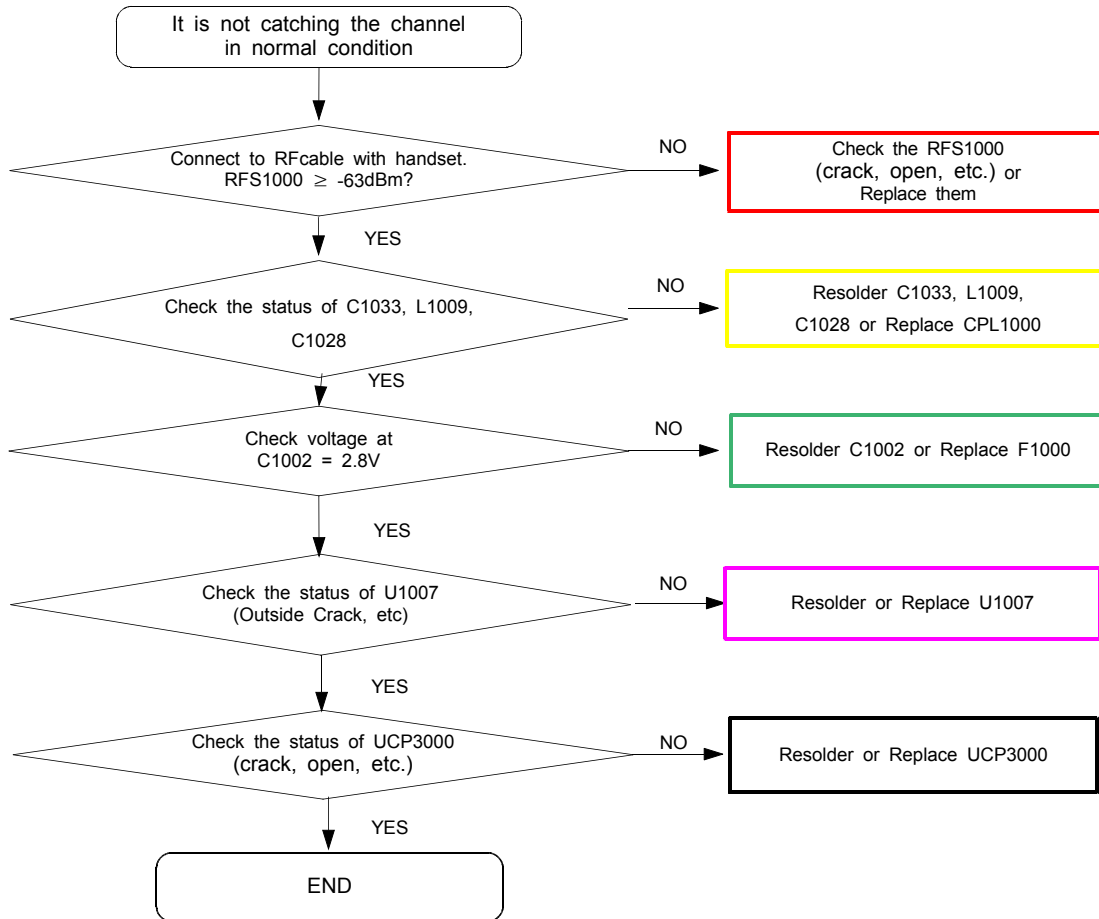 It is not catching the channel
in normal condition
Connect to RFcable with handset.
RFS1000 ≥ -63dBm?
NO
Check the RFS1000
(crack, open, etc.) or
Replace them
YES
Check the status of C1033, L1009,
C1028
NO
Resolder C1033, L1009,
C1028 or Replace CPL1000
YES
Check voltage at
C1002 = 2.8V
NO
Resolder C1002 or Replace F1000
YES
Check the status of U1007
(Outside Crack, etc)
NO
Resolder or Replace U1007
YES
Check the status of UCP3000
(crack, open, etc.)
NO
Resolder or Replace UCP3000
YES
END